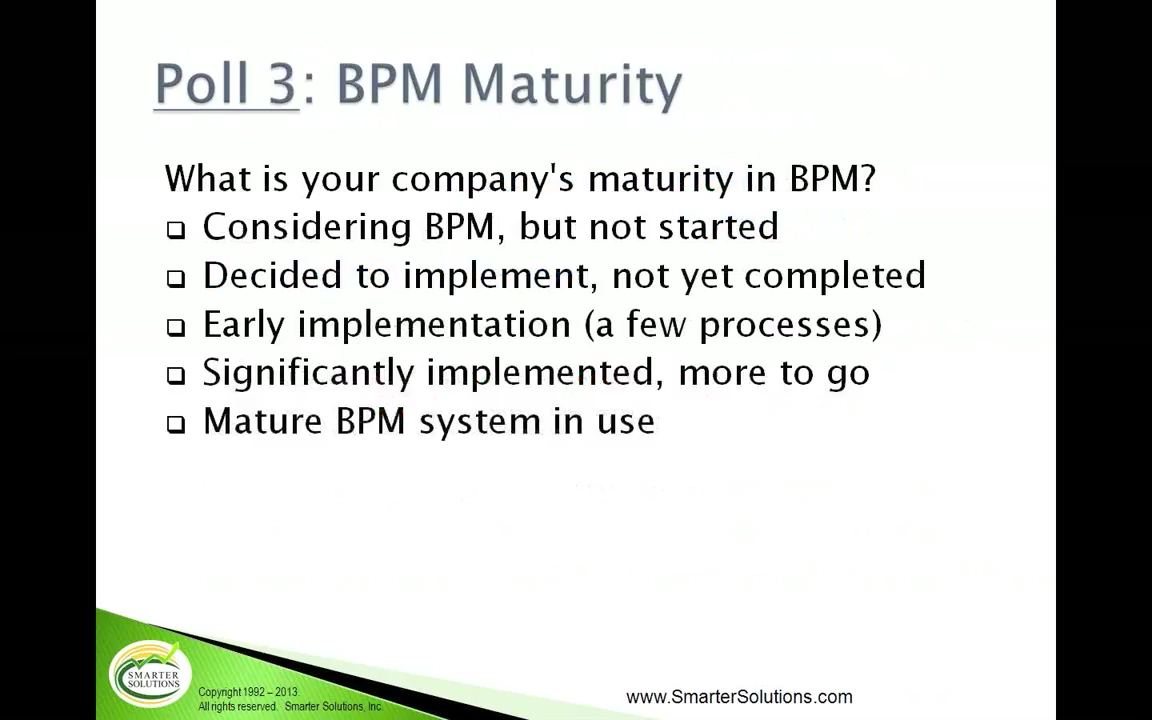 Poll 3: BPM Maturity
What is your company's maturity in BPM?
Considering BPM, but not started
Decided to implement, not yet completed
Early implementation (a few processes)
Significantly implemented, more to go
Mature BPM system in use
SMARTER
SOLUTIONS
Copyright 1992 – 2013.
All rights reserved. Smarter Solutions, Inc.
www.SmarterSolutions.com